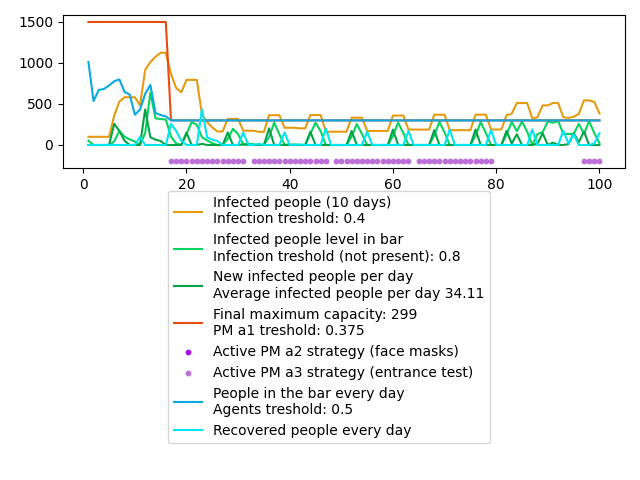 1500
1000
500
0
0
20
40
60
80
100
Infected people (10 days)
Infection treshold: 0.4
Infected people level in bar
Infection treshold (not present): 0.8
New infected people per day
Average infected people per day 34.11
Final maximum capacity: 299
PM a1 treshold: 0.375
Active PM a2 strategy (face masks)
Active PM a3 strategy (entrance test)
People in the bar every day
Agents treshold: 0.5
Recovered people every day